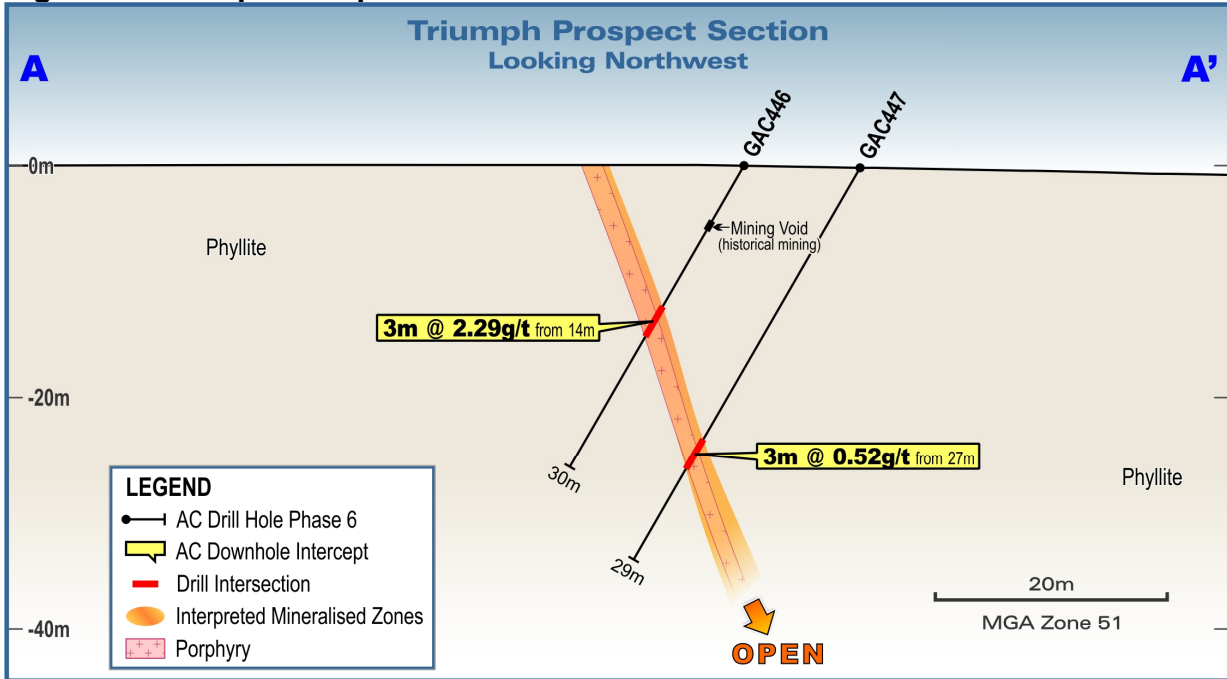 Triumph Prospect Section
Looking Northwest
A
A’
GAC446
GAC447
0m
Mining Void
(historical mining)
Phyllite
3m @ 2.29g/t from 14m
-20m
3m @ 0.52g/t from 27m
30m
Phyllite
LEGEND
AC Drill Hole Phase 6
AC Downhole Intercept
Drill Intersection
Interpreted Mineralised Zones
Porphyry
29m
20m
MGA Zone 51
-40m
OPEN